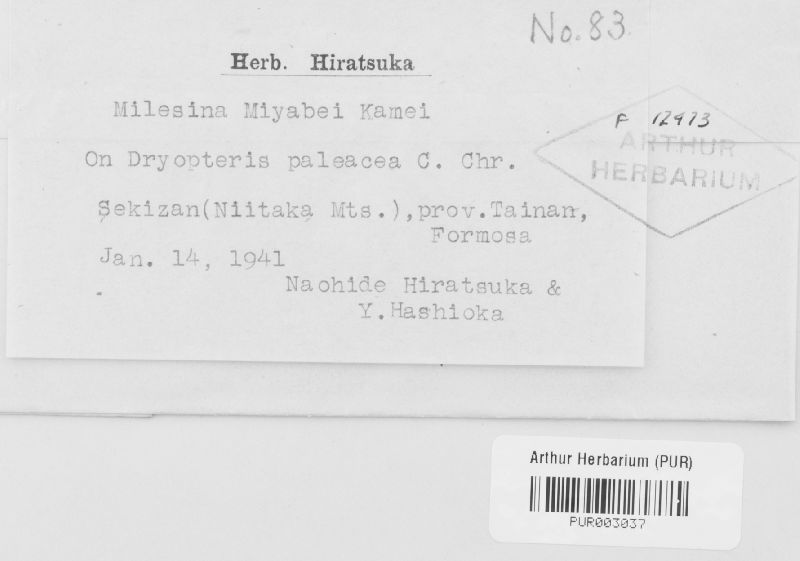 No. 83
Herb. Hiratsuka
Milesina Miyabei Kamei
F 12973
ARTHUR
HERBARIUM
On Dryopteris paleacea C. Chr.
Sekizan(Niitaka Mts.),prov.Tainan,
Formosa
Jan. 14, 1941
Naohide Hiratsuka &
Y.Hashioka
Arthur Herbarium (PUR)
PUR003037